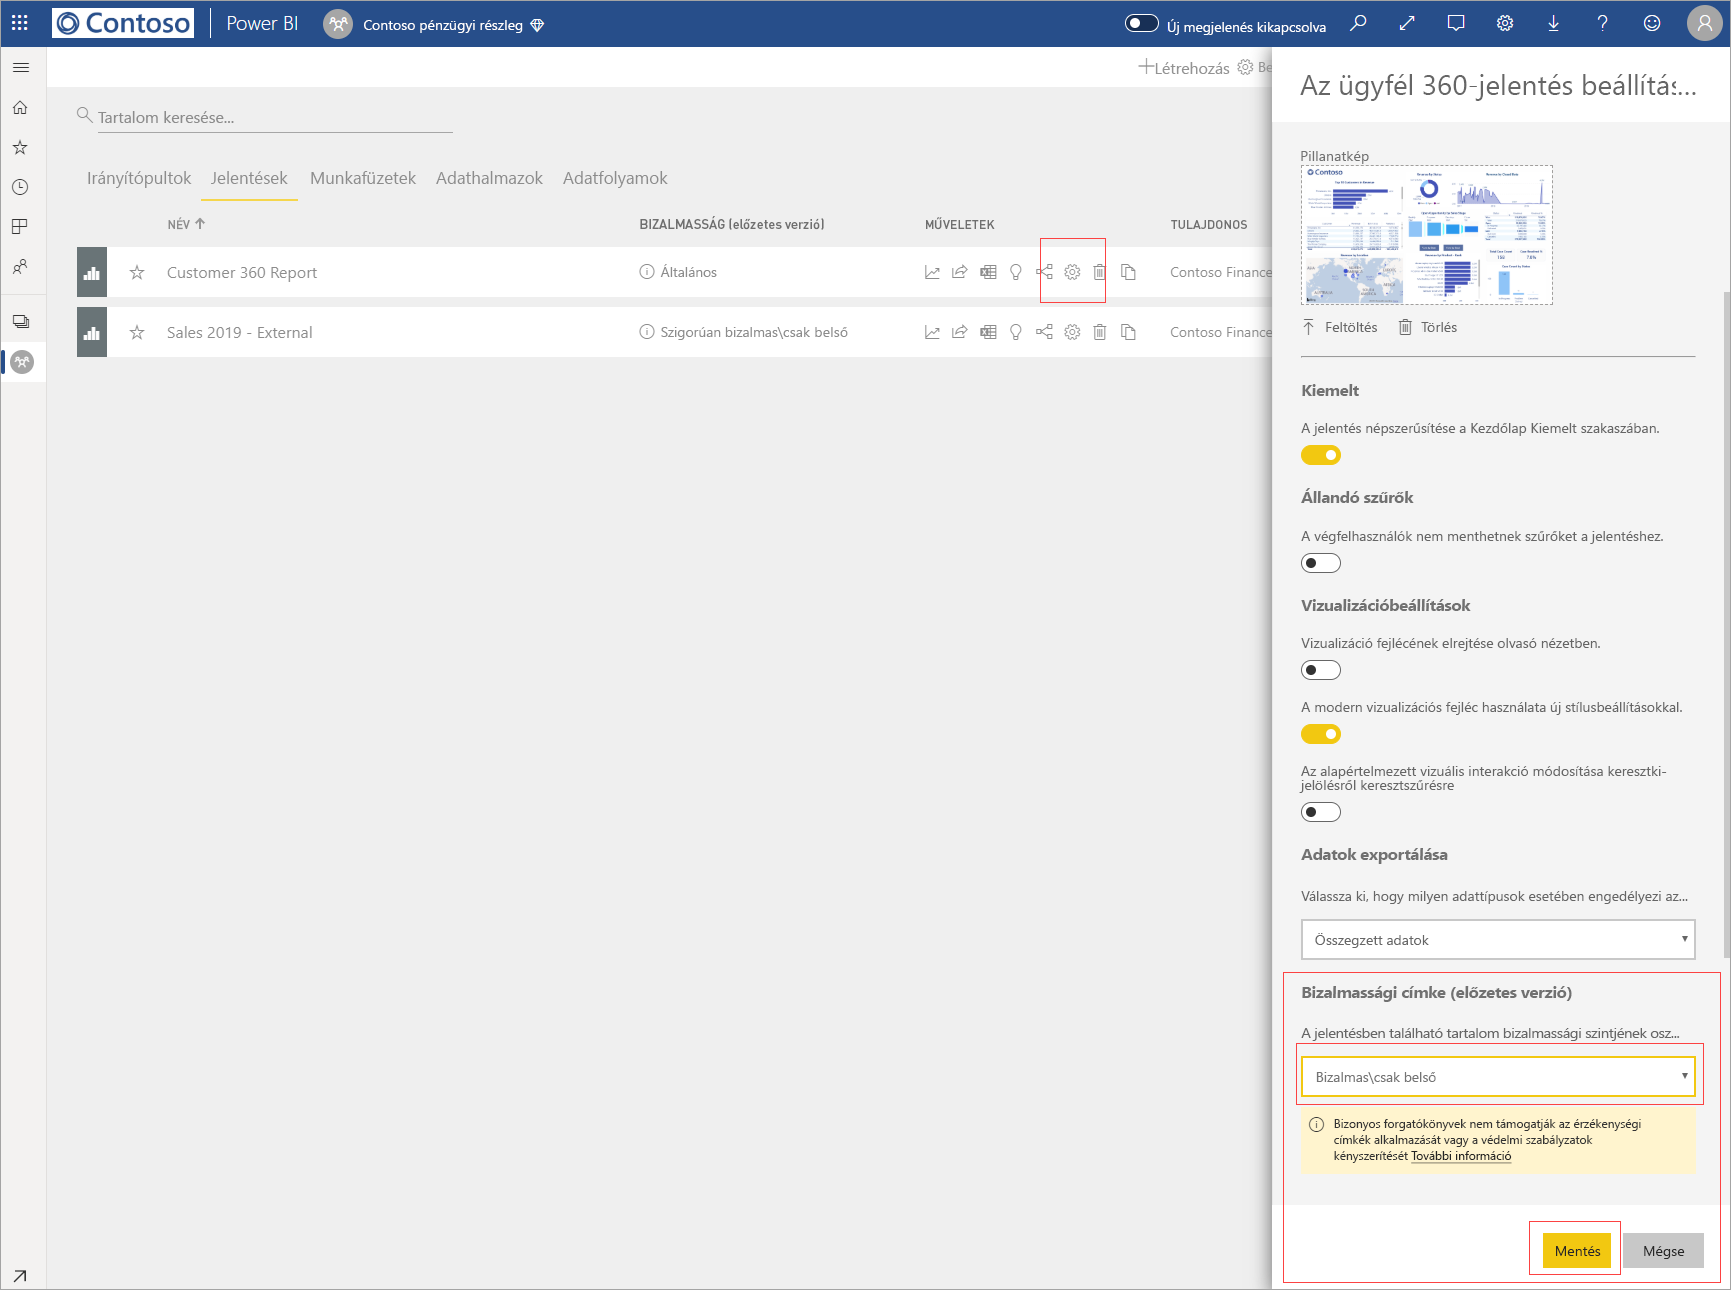 Contoso
Power BI
Contoso pénzügyi részleg
Új megjelenés kikapcsolva
Létrehozás
Be
Tartalom keresése...
Irányítópultok
Jelentések
Munkafüzetek
Adathalmazok
Adatfolyamok
NÉV
BIZALMASSÁG (előzetes verzió)
MŰVELETEK
TULAJDONOS
Customer 360 Report
Általános
Contoso Finance
Sales 2019 - External
Szigorúan bizalmas\csak belső
Contoso Finance
Az ügyfél 360-jelentés beállítás...
Pillanatkép
Contoso
Feltöltés
Törlés
Kiemelt
A jelentés népszerűsítése a Kezdőlap Kiemelt szakaszában.
Állandó szűrők
A végfelhasználók nem menthetnek szűrőket a jelentéshez.
Vizualizációbeállítások
Vizualizáció fejlécének elrejtése olvasó nézetben.
A modern vizualizációs fejléc használata új stílusbeállításokkal.
Az alapértelmezett vizuális interakció módosítása keresztki-
jelölésről keresztszűrésre
Adatok exportálása
Válassza ki, hogy milyen adattípusok esetében engedélyezi az...
Összegzett adatok
Bizalmassági címke (előzetes verzió)
A jelentésben található tartalom bizalmassági szintjének osz...
Bizalmas\csak belső
Bizonyos forgatókönyvek nem támogatják az érzékenységi
címkék alkalmazását vagy a védelmi szabályzatok
kényszerítését További információ
Mentés
Mégse